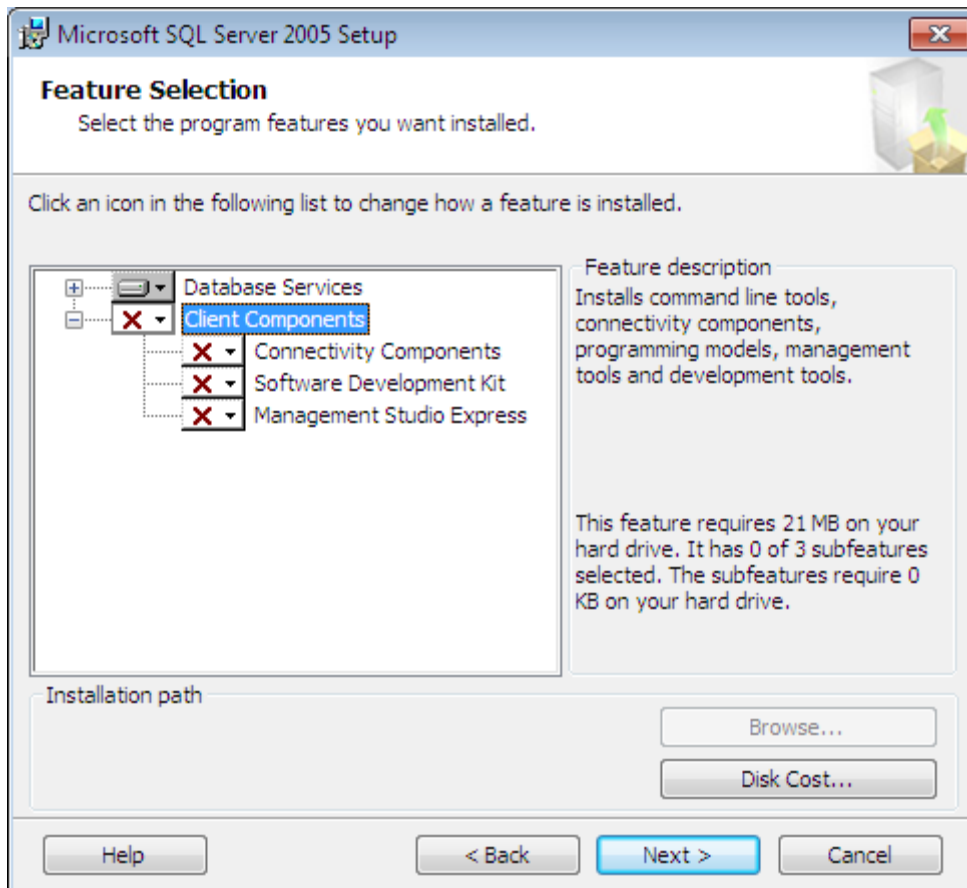 Microsoft SQL Server 2005 Setup
Feature Selection
Select the program features you want installed.
Click an icon in the following list to change how a feature is installed.
Database Services
Client Components
Connectivity Components
Software Development Kit
Management Studio Express
Feature description
Installs command line tools,
connectivity components,
programming models, management
tools and development tools.
This feature requires 21 MB on your
hard drive. It has 0 of 3 subfeatures
selected. The subfeatures require 0
KB on your hard drive.
Installation path
Browse...
Disk Cost...
Help
< Back
Next >
Cancel